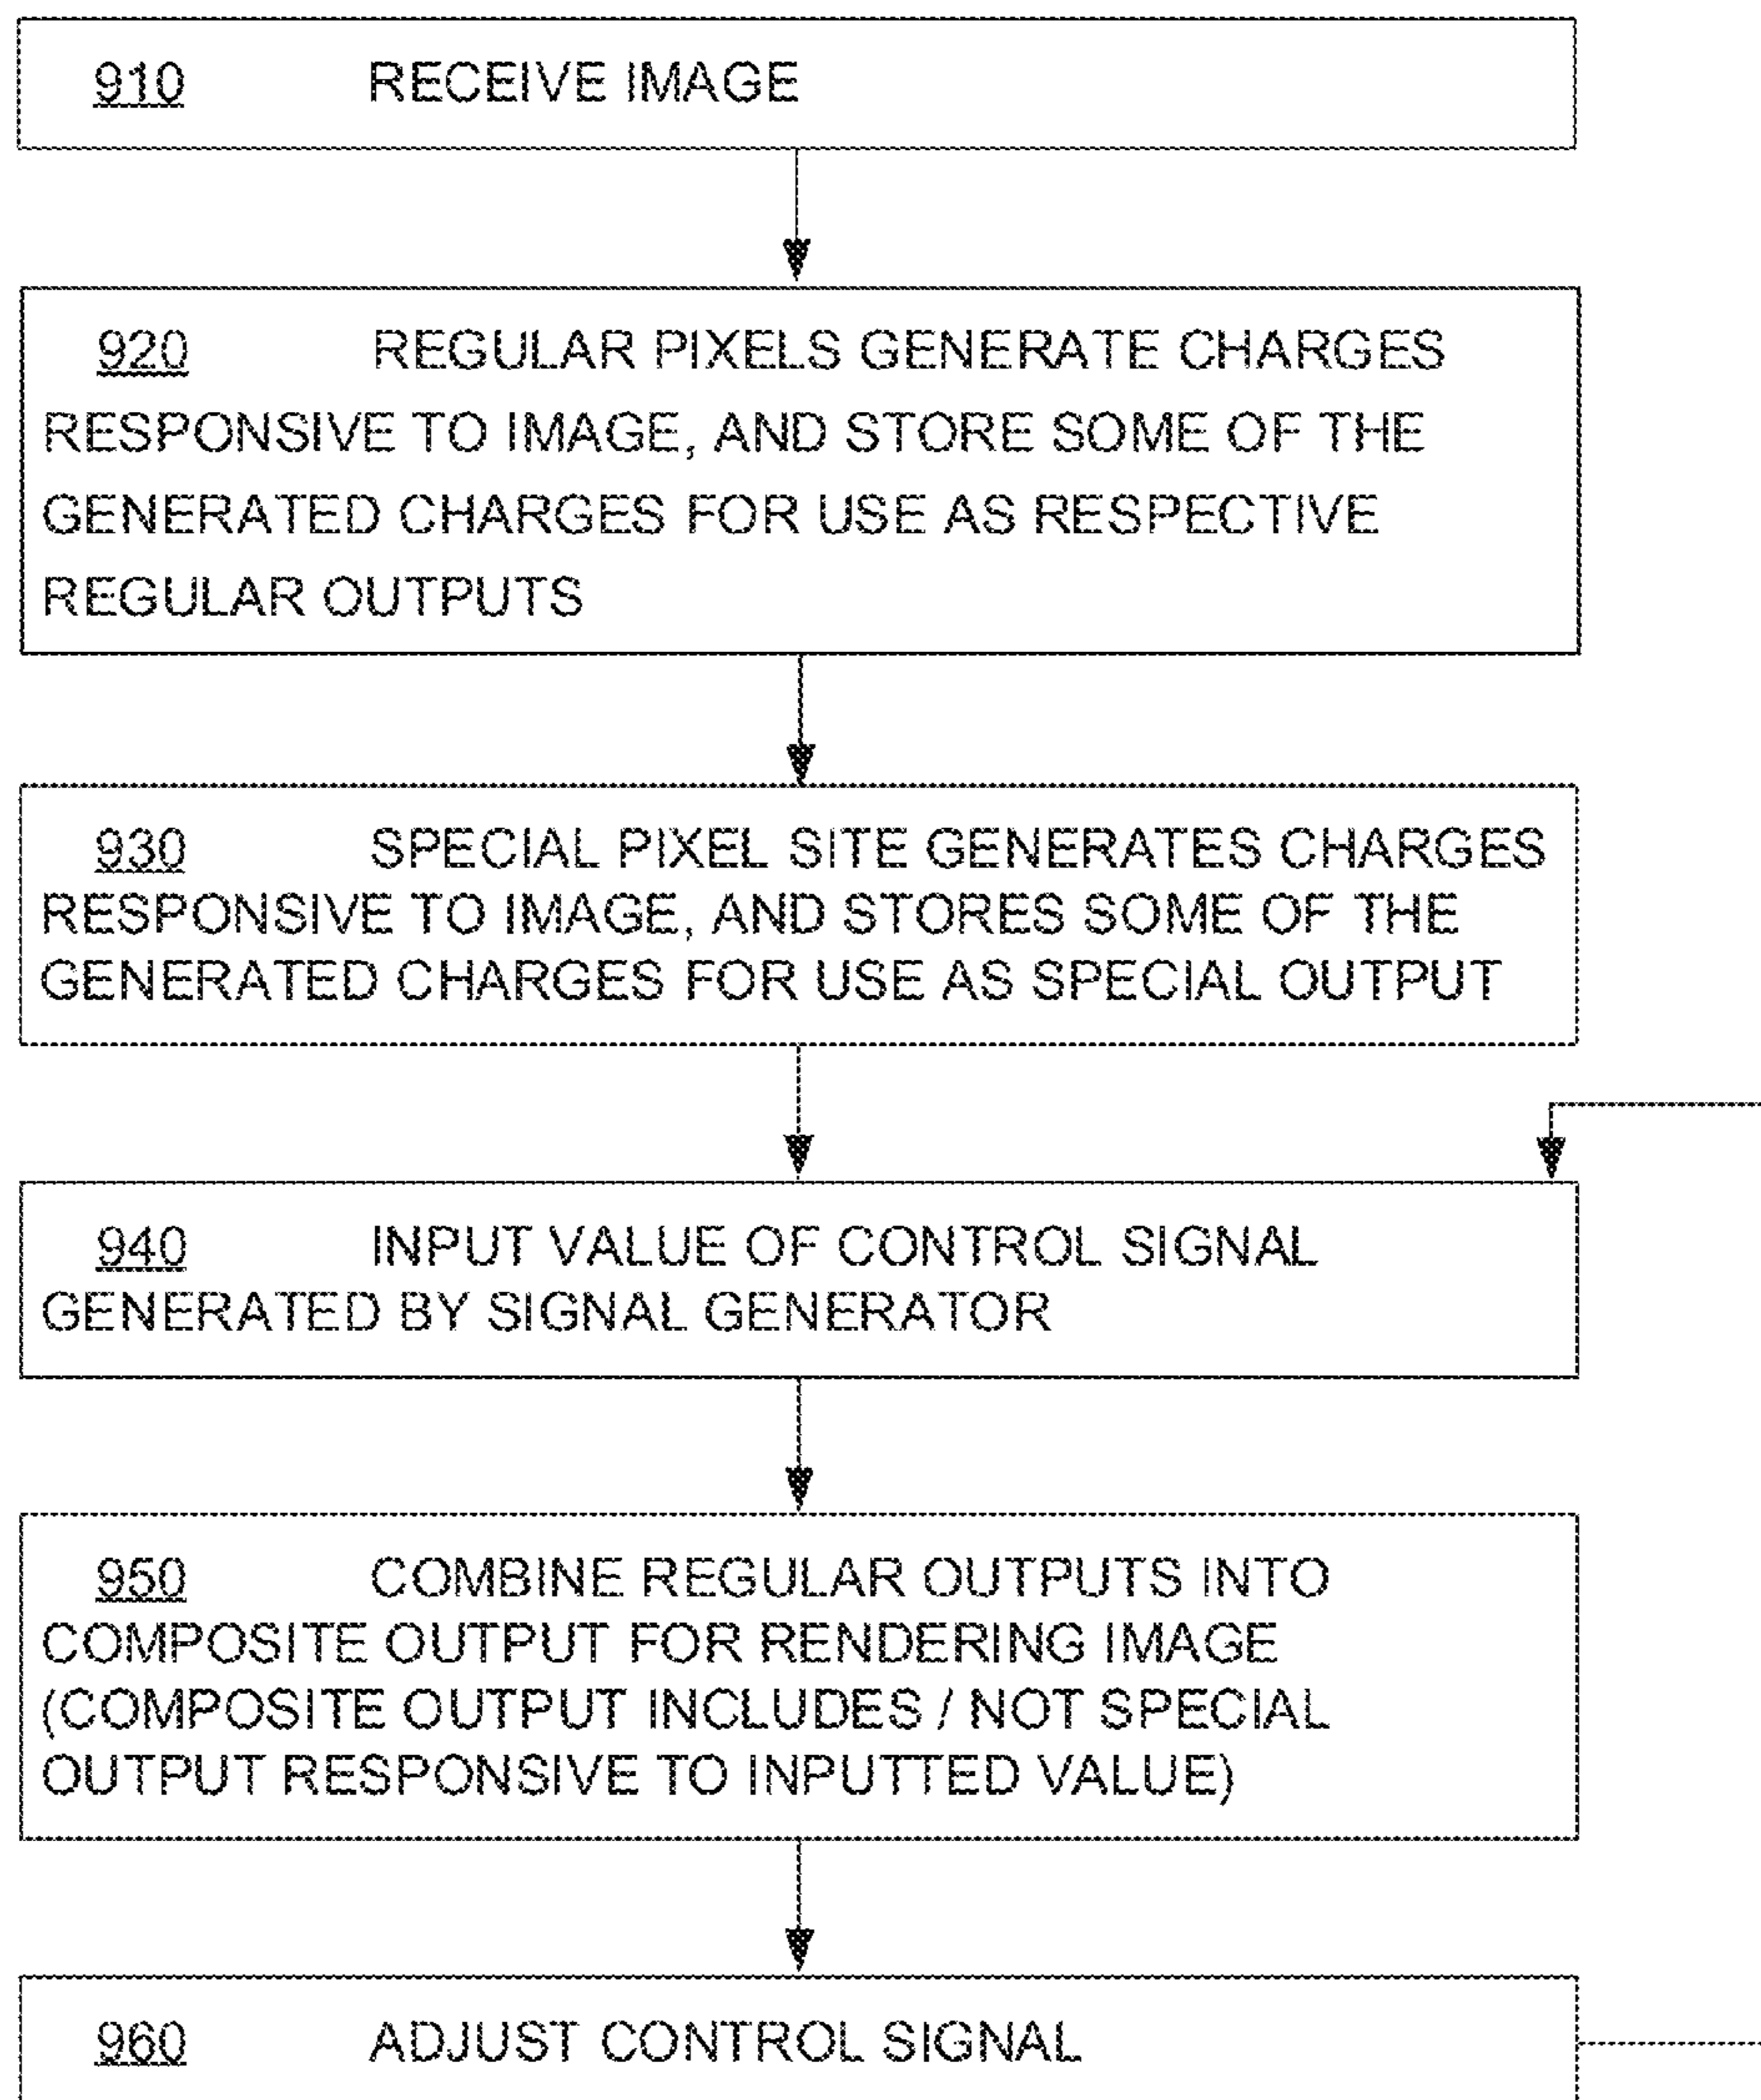 910 RECEIVE IMAGE
920 REGULAR PIXELS GENERATE CHARGES
RESPONSIVE TO IMAGE, AND STORE SOME OF THE
GENERATED CHARGES FOR USE AS RESPECTIVE
REGULAR OUTPUTS
930 SPECIAL PIXEL SITE GENERATES CHARGES
RESPONSIVE TO IMAGE, AND STORES SOME OF THE
GENERATED CHARGES FOR USE AS SPECIAL OUTPUT
940 INPUT VALUE OF CONTROL SIGNAL
GENERATED BY SIGNAL GENERATOR
950 COMBINE REGULAR OUTPUTS INTO
COMPOSITE OUTPUT FOR RENDERING IMAGE
(COMPOSITE OUTPUT INCLUDES / NOT SPECIAL
OUTPUT RESPONSIVE TO INPUTTED VALUE)
960 ADJUST CONTROL SIGNAL